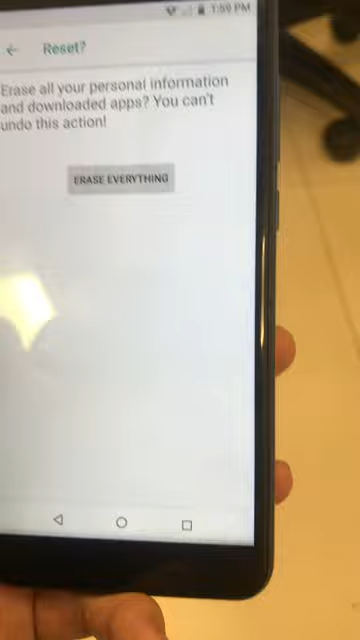 1:59 PM
Reset?
Erase all your personal information
and downloaded apps? You can't
undo this action!
ERASE EVERYTHING